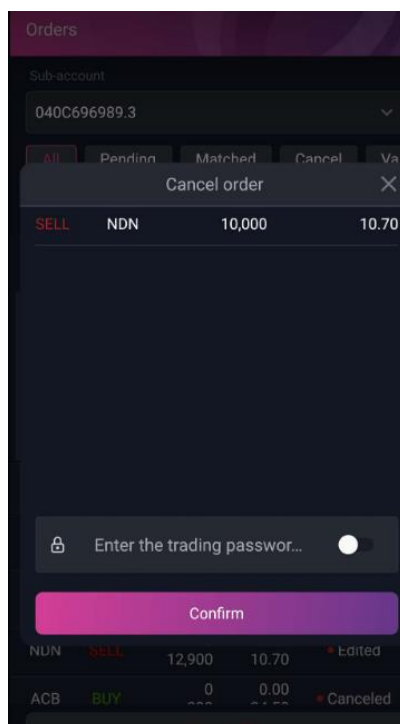 Orders
Sub-account
040C696989.3
All Pending Matched Cancel Va
Cancel order
SELL NDN 10,000 10.70
Enter the trading passwor...
Confirm
NDN SELL 12,900 10.70 Edited
ACB BUY 0 0.00 Canceled